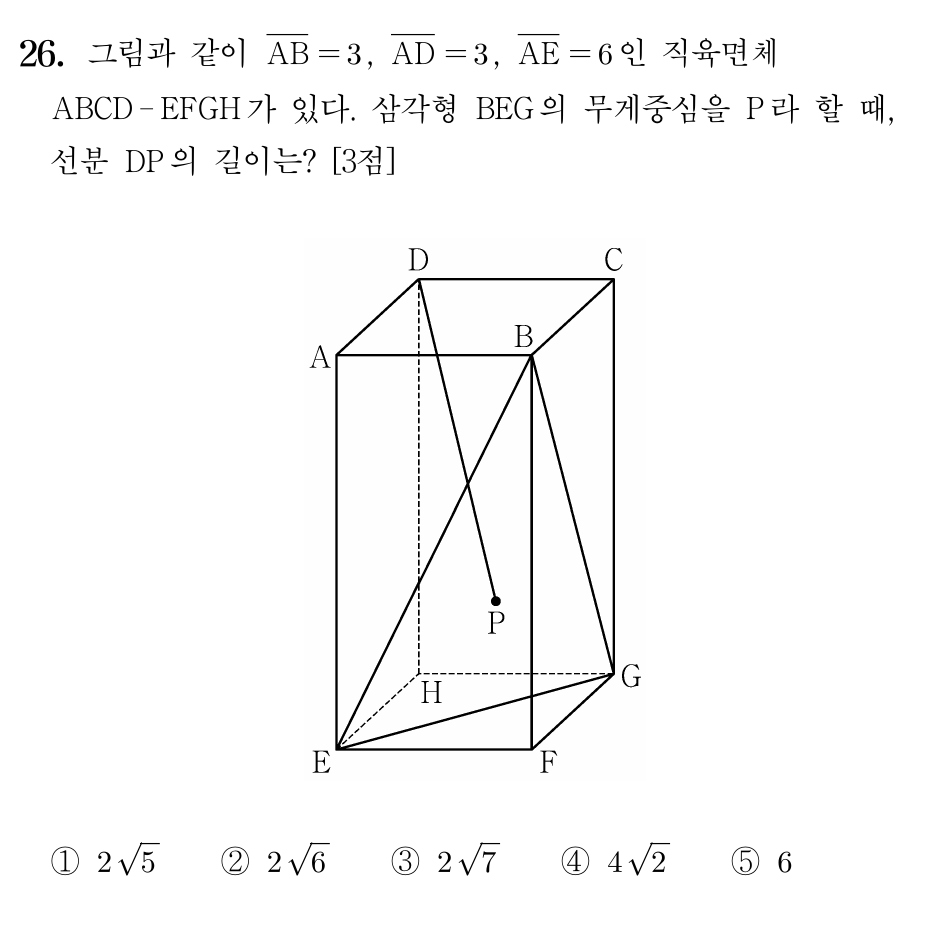 26. 그림과 같이 $\overline{AB}=3$, $\overline{AD}=3$, $\overline{AE}=6$인 직육면체
ABCD-EFGH가 있다. 삼각형 BEG의 무게중심을 P라 할 때,
선분 DP의 길이는? [3점]
D C
B
A
P
H G
E F
① $2\sqrt{5}$ ② $2\sqrt{6}$ ③ $2\sqrt{7}$ ④ $4\sqrt{2}$ ⑤ 6